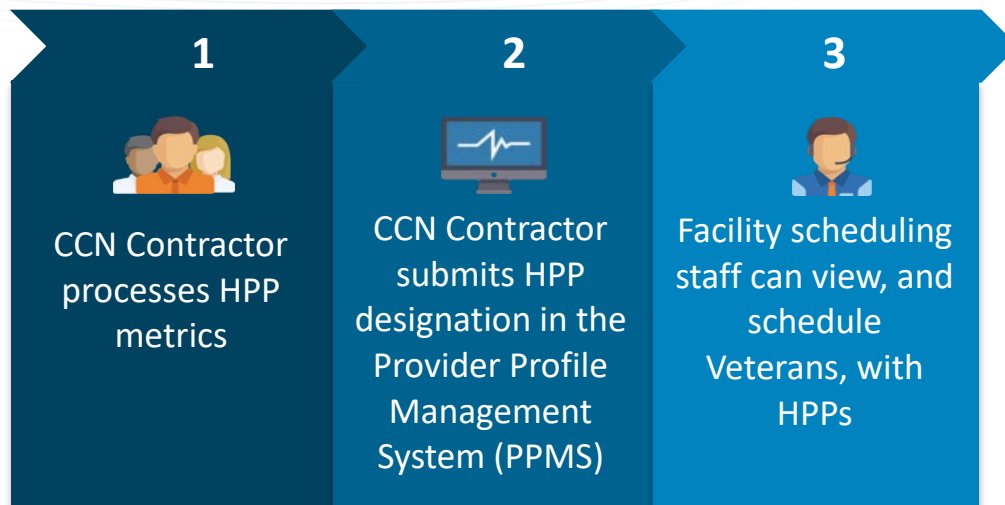 1
CCN Contractor
processes HPP
metrics
2
CCN Contractor
submits HPP
designation in the
Provider Profile
Management
System (PPMS)
3
Facility scheduling
staff can view, and
schedule
Veterans, with
HPPs